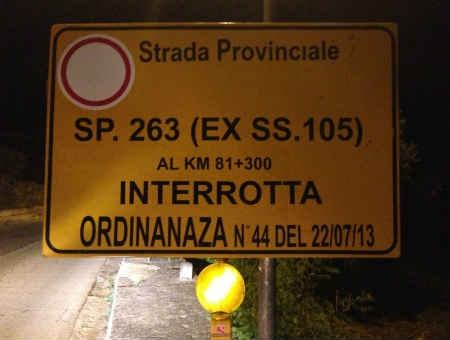 Strada Provinciale
SP. 263 (EX SS.105)
AL KM 81+300
INTERROTTA
ORDINANAZA N°44 DEL 22/07/13